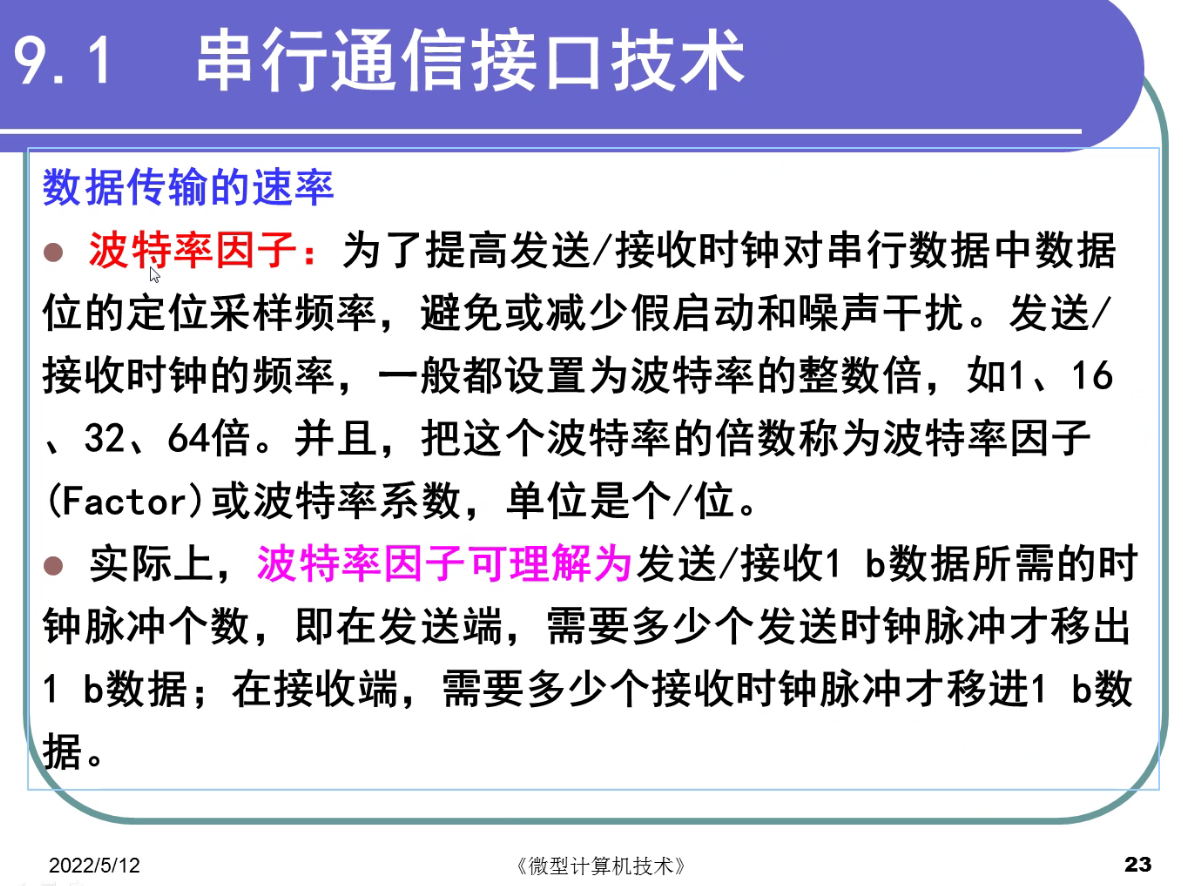 9.1 串行通信接口技术
数据传输的速率
● 波特率因子：为了提高发送/接收时钟对串行数据中数据
位的定位采样频率，避免或减少假启动和噪声干扰。发送/
接收时钟的频率，一般都设置为波特率的整数倍，如1、16
、32、64倍。并且，把这个波特率的倍数称为波特率因子
(Factor)或波特率系数，单位是个/位。
● 实际上，波特率因子可理解为发送/接收1 b数据所需的时
钟脉冲个数，即在发送端，需要多少个发送时钟脉冲才移出
1 b数据；在接收端，需要多少个接收时钟脉冲才移进1 b数
据。
2022/5/12 《微型计算机技术》 23